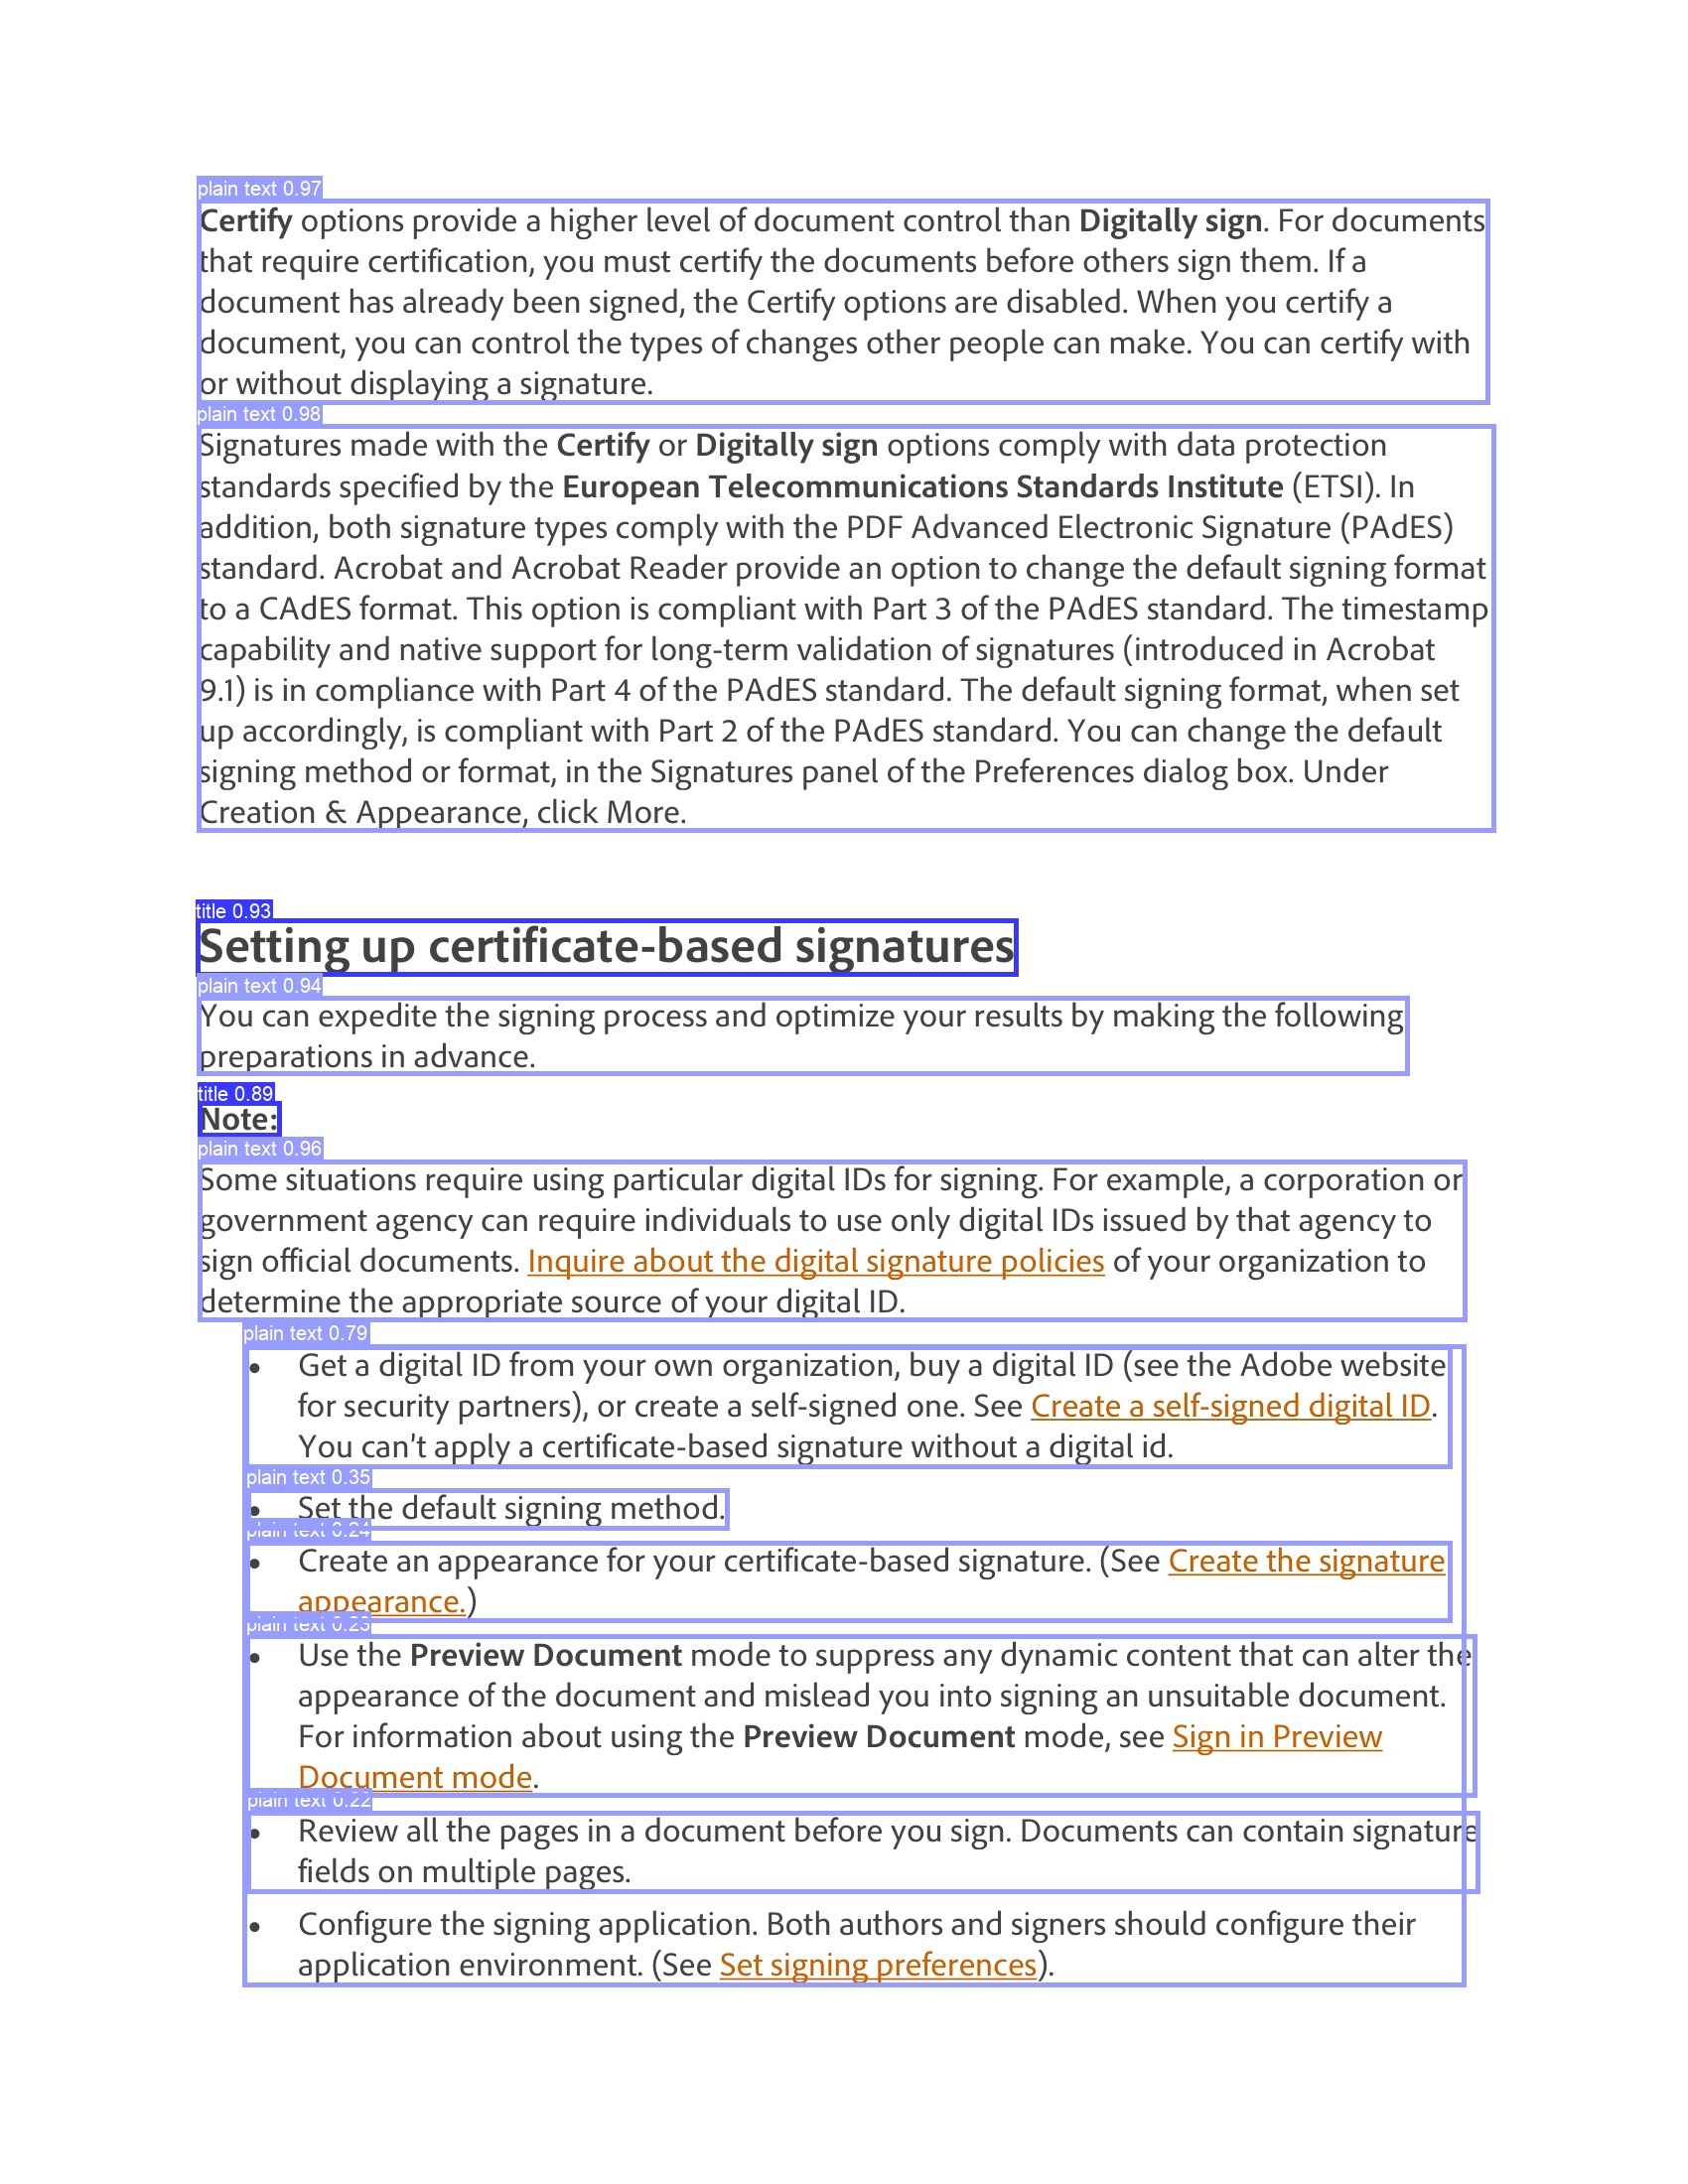 plain text 0.97
Certify options provide a higher level of document control than Digitally sign. For documents
that require certification, you must certify the documents before others sign them. If a
document has already been signed, the Certify options are disabled. When you certify a
document, you can control the types of changes other people can make. You can certify with
or without displaying a signature.
plain text 0.98
Signatures made with the Certify or Digitally sign options comply with data protection
standards specified by the European Telecommunications Standards Institute (ETSI). In
addition, both signature types comply with the PDF Advanced Electronic Signature (PAdES)
standard. Acrobat and Acrobat Reader provide an option to change the default signing format
to a CAdES format. This option is compliant with Part 3 of the PAdES standard. The timestamp
capability and native support for long-term validation of signatures (introduced in Acrobat
9.1) is in compliance with Part 4 of the PAdES standard. The default signing format, when set
up accordingly, is compliant with Part 2 of the PAdES standard. You can change the default
signing method or format, in the Signatures panel of the Preferences dialog box. Under
Creation & Appearance, click More.
title 0.93
Setting up certificate-based signatures
plain text 0.94
You can expedite the signing process and optimize your results by making the following
preparations in advance.
title 0.89
Note:
plain text 0.96
Some situations require using particular digital IDs for signing. For example, a corporation or
government agency can require individuals to use only digital IDs issued by that agency to
sign official documents. Inquire about the digital signature policies of your organization to
determine the appropriate source of your digital ID.
plain text 0.79
• Get a digital ID from your own organization, buy a digital ID (see the Adobe website
for security partners), or create a self-signed one. See Create a self-signed digital ID.
You can't apply a certificate-based signature without a digital id.
plain text 0.35
• Set the default signing method.
plain text 0.24
• Create an appearance for your certificate-based signature. (See Create the signature
appearance.)
plain text 0.23
• Use the Preview Document mode to suppress any dynamic content that can alter the
appearance of the document and mislead you into signing an unsuitable document.
For information about using the Preview Document mode, see Sign in Preview
Document mode.
plain text 0.22
• Review all the pages in a document before you sign. Documents can contain signature
fields on multiple pages.
• Configure the signing application. Both authors and signers should configure their
application environment. (See Set signing preferences).